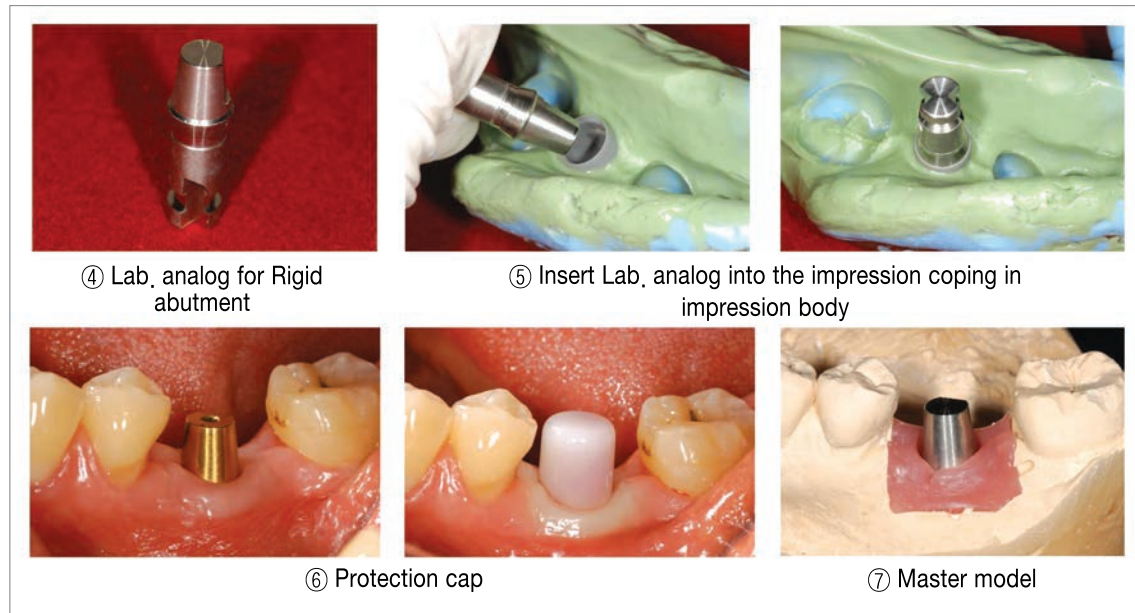 ④ Lab. analog for Rigid
abutment
⑤ Insert Lab. analog into the impression coping in
impression body
⑥ Protection cap
⑦ Master model